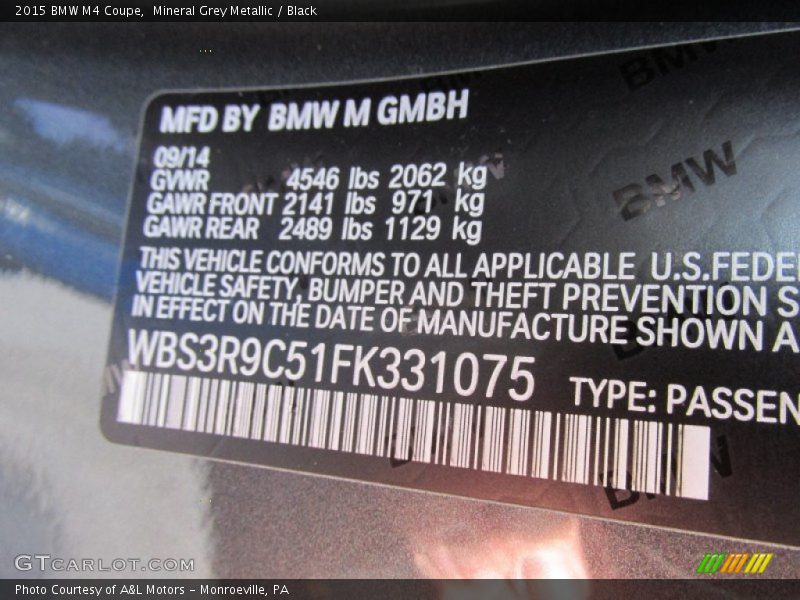 2015 BMW M4 Coupe,  Mineral Grey Metallic / Black
MFD BY BMW M GMBH
09/14
GVWR 4546 lbs 2062 kg
GAWR FRONT 2141 lbs 971 kg
GAWR REAR 2489 lbs 1129 kg
THIS VEHICLE CONFORMS TO ALL APPLICABLE U.S.FEDE
VEHICLE SAFETY, BUMPER AND THEFT PREVENTION S
IN EFFECT ON THE DATE OF MANUFACTURE SHOWN A
WBS3R9C51FK331075
TYPE: PASSEN
BMW
BMW
GTCARLOT.COM
Photo Courtesy of A&L Motors – Monroeville, PA